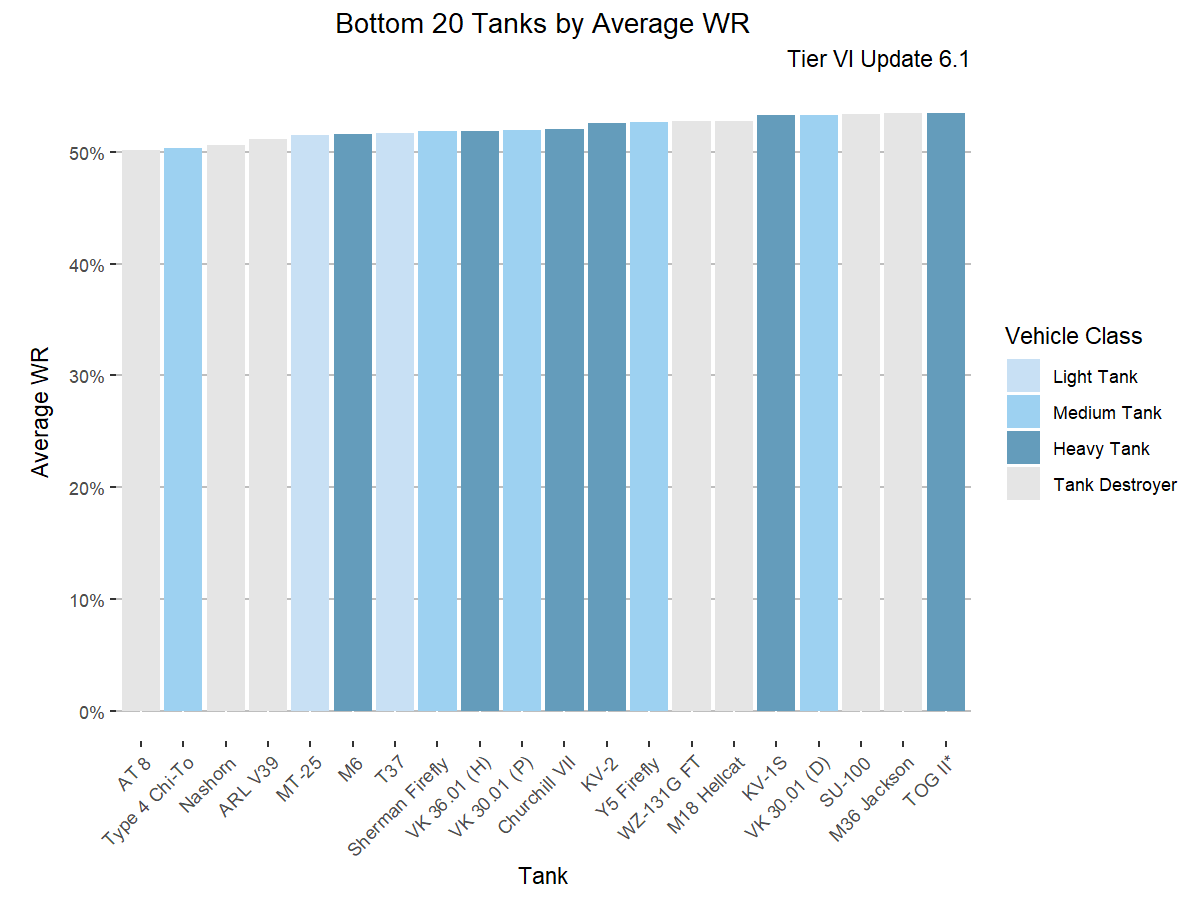 Bottom 20 Tanks by Average WR
Tier VI Update 6.1
Average WR
50%
40%
30%
20%
10%
0%
AT 8
Type 4 Chi-To
Nashorn
ARL V39
MT-25
M6
T37
Sherman Firefly
VK 36.01 (H)
VK 30.01 (P)
Churchill VII
KV-2
Y5 Firefly
WZ-131G FT
M18 Hellcat
KV-1S
VK 30.01 (D)
SU-100
M36 Jackson
TOG II*
Tank
Vehicle Class
Light Tank
Medium Tank
Heavy Tank
Tank Destroyer